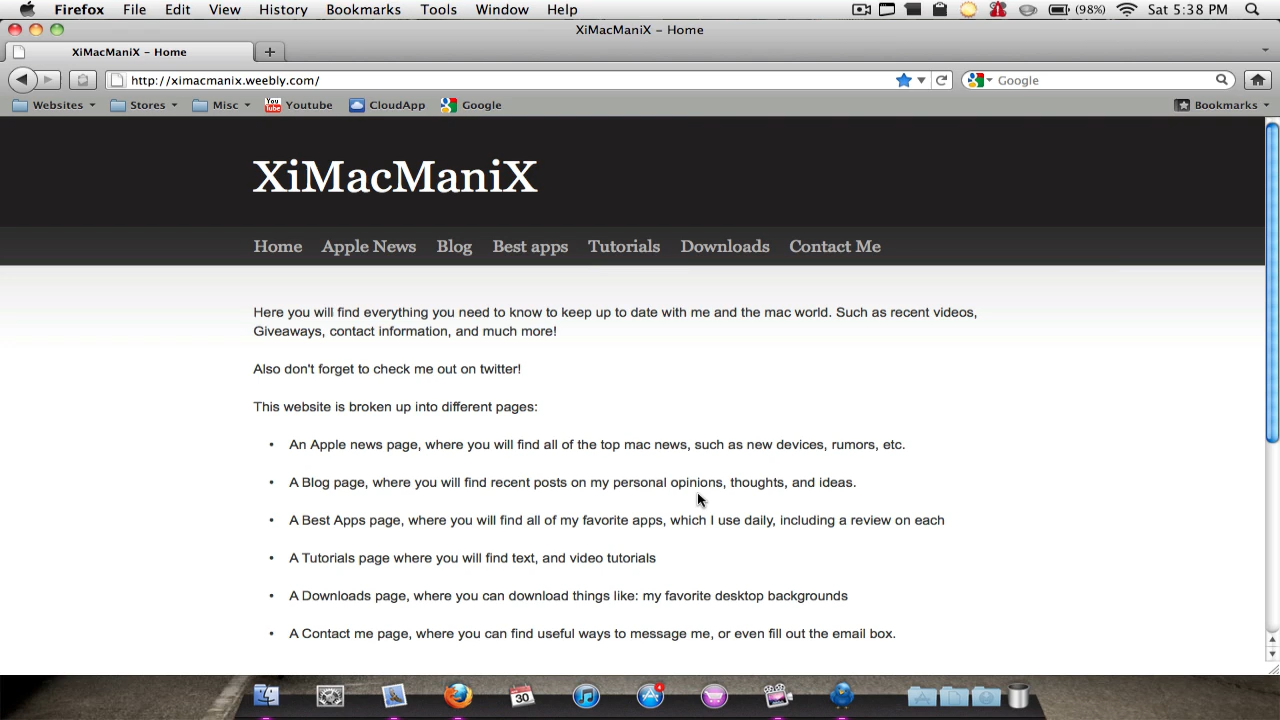 Firefox File Edit View History Bookmarks Tools Window Help (98%) Sat 5:38 PM
XiMacManiX – Home
XiMacManiX – Home
http://ximacmanix.weebly.com/ Google
Websites Stores Misc You Tube Youtube CloudApp Google Bookmarks
XiMacManiX
Home Apple News Blog Best apps Tutorials Downloads Contact Me
Here you will find everything you need to know to keep up to date with me and the mac world. Such as recent videos,
Giveaways, contact information, and much more!
Also don't forget to check me out on twitter!
This website is broken up into different pages:
• An Apple news page, where you will find all of the top mac news, such as new devices, rumors, etc.
• A Blog page, where you will find recent posts on my personal opinions, thoughts, and ideas.
• A Best Apps page, where you will find all of my favorite apps, which I use daily, including a review on each
• A Tutorials page where you will find text, and video tutorials
• A Downloads page, where you can download things like: my favorite desktop backgrounds
• A Contact me page, where you can find useful ways to message me, or even fill out the email box.
30 4